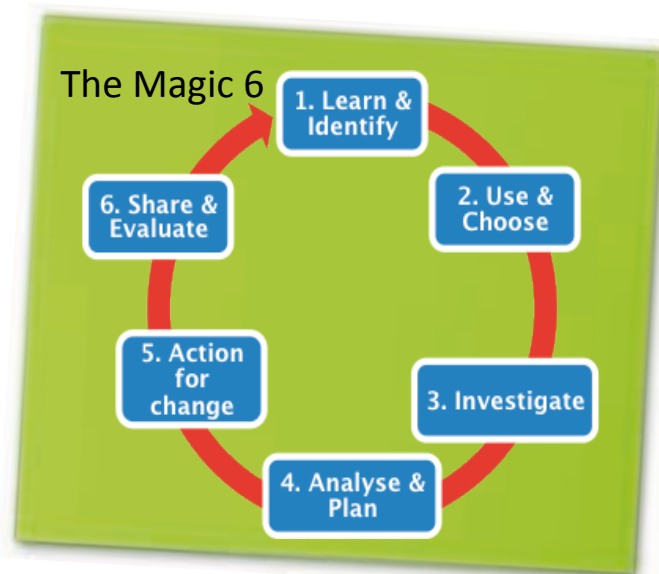 The Magic 6
1. Learn &
Identify
2. Use &
Choose
3. Investigate
4. Analyse &
Plan
5. Action
for
change
6. Share &
Evaluate